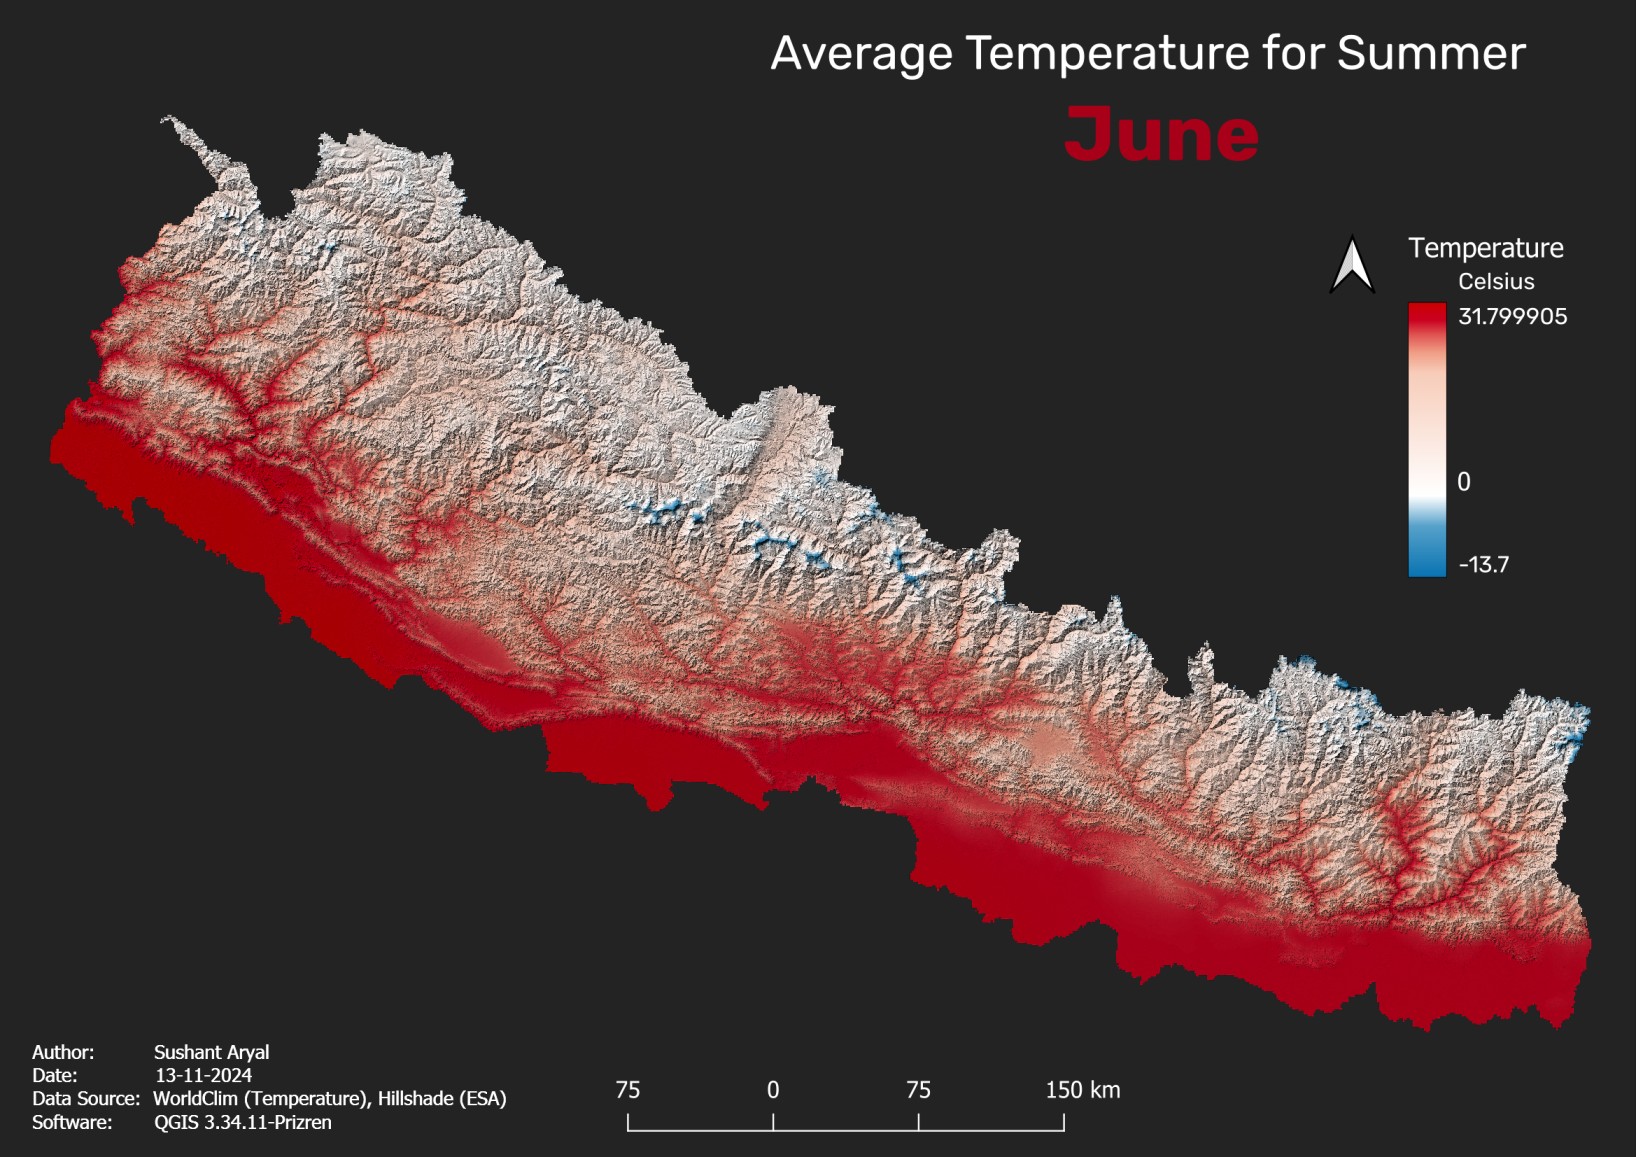 Average Temperature for Summer
June
Temperature
Celsius
31.799905
0
-13.7
Author: Sushant Aryal
Date: 13-11-2024
Data Source: WorldClim (Temperature), Hillshade (ESA)
Software: QGIS 3.34.11-Prizren
75 0 75 150 km